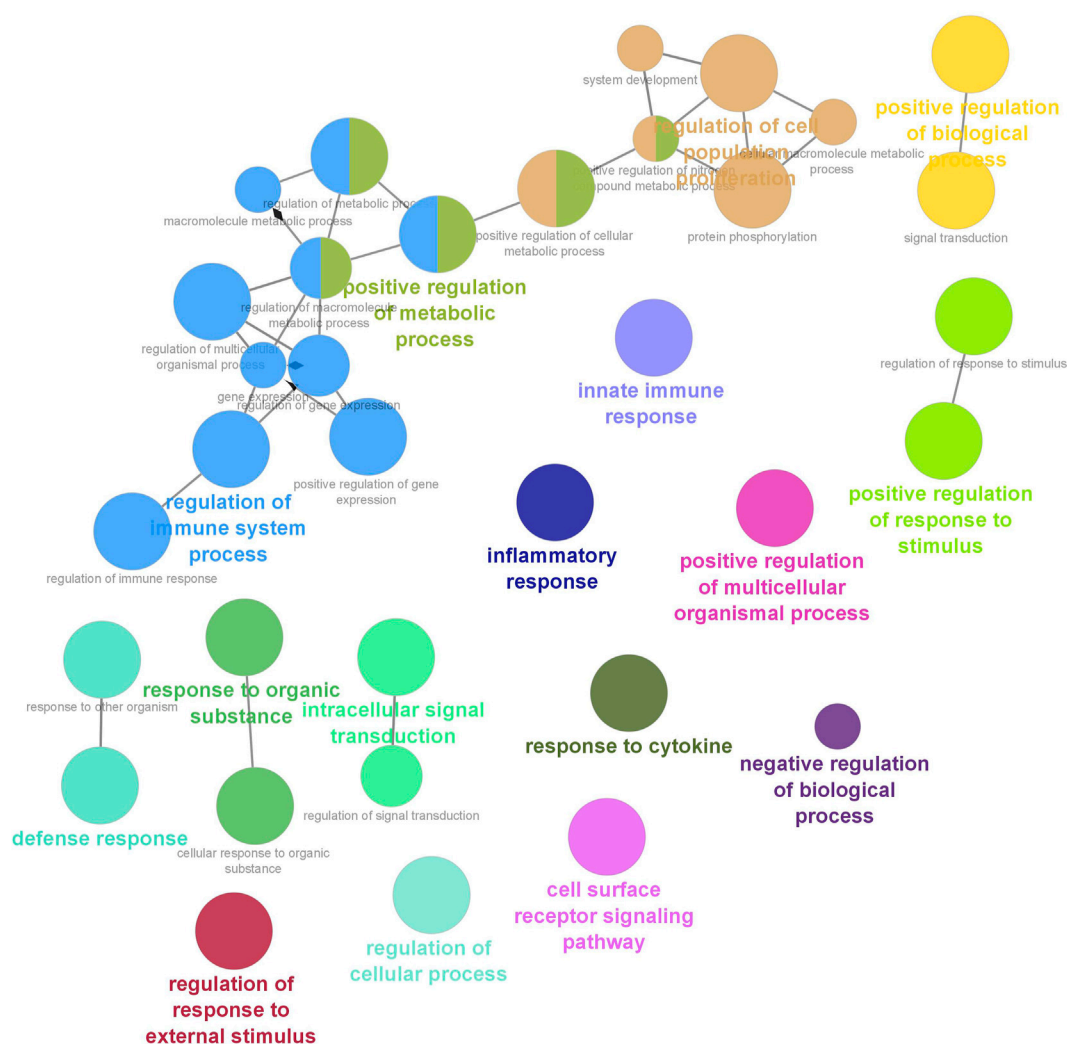 system development
regulation of cell
population
proliferation
positive regulation of nitrogen
compound metabolic process
cellular macromolecule metabolic
process
protein phosphorylation
positive regulation
of biological
process
signal transduction
regulation of metabolic process
macromolecule metabolic process
positive regulation of cellular
metabolic process
positive regulation
of metabolic
process
regulation of macromolecule
metabolic process
regulation of multicellular
organismal process
gene expression
regulation of gene expression
positive regulation of gene
expression
regulation of
immune system
process
regulation of immune response
innate immune
response
regulation of response to stimulus
positive regulation
of response to
stimulus
inflammatory
response
positive regulation
of multicellular
organismal process
response to other organism
defense response
response to organic
substance
cellular response to organic
substance
intracellular signal
transduction
regulation of signal transduction
response to cytokine
negative regulation
of biological
process
cell surface
receptor signaling
pathway
regulation of
cellular process
regulation of
response to
external stimulus